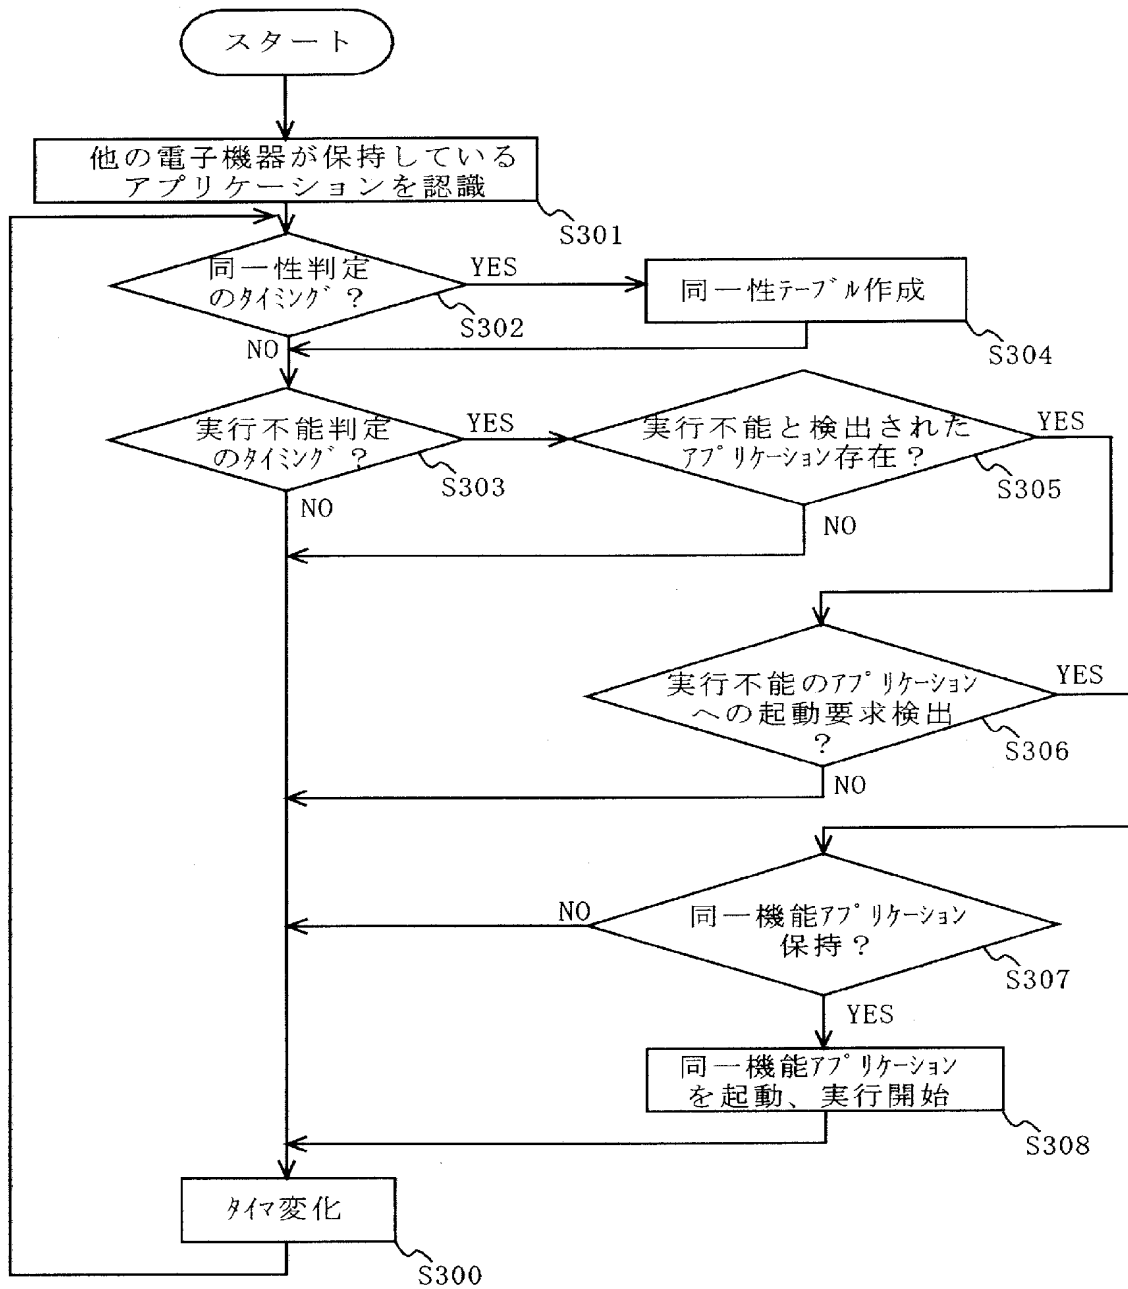 スタート
他の電子機器が保持している
アプリケーションを認識
S301
同一性判定
のﾀｲﾐﾝｸﾞ？
YES
S302
NO
同一性ﾃｰﾌﾞﾙ作成
S304
実行不能判定
のﾀｲﾐﾝｸﾞ？
YES
S303
NO
実行不能と検出された
ｱﾌﾟﾘｹｰｼｮﾝ存在？
YES
S305
NO
実行不能のｱﾌﾟﾘｹｰｼｮﾝ
への起動要求検出
？
YES
S306
NO
同一機能ｱﾌﾟﾘｹｰｼｮﾝ
保持？
NO
S307
YES
同一機能ｱﾌﾟﾘｹｰｼｮﾝ
を起動、実行開始
S308
ﾀｲﾏ変化
S300